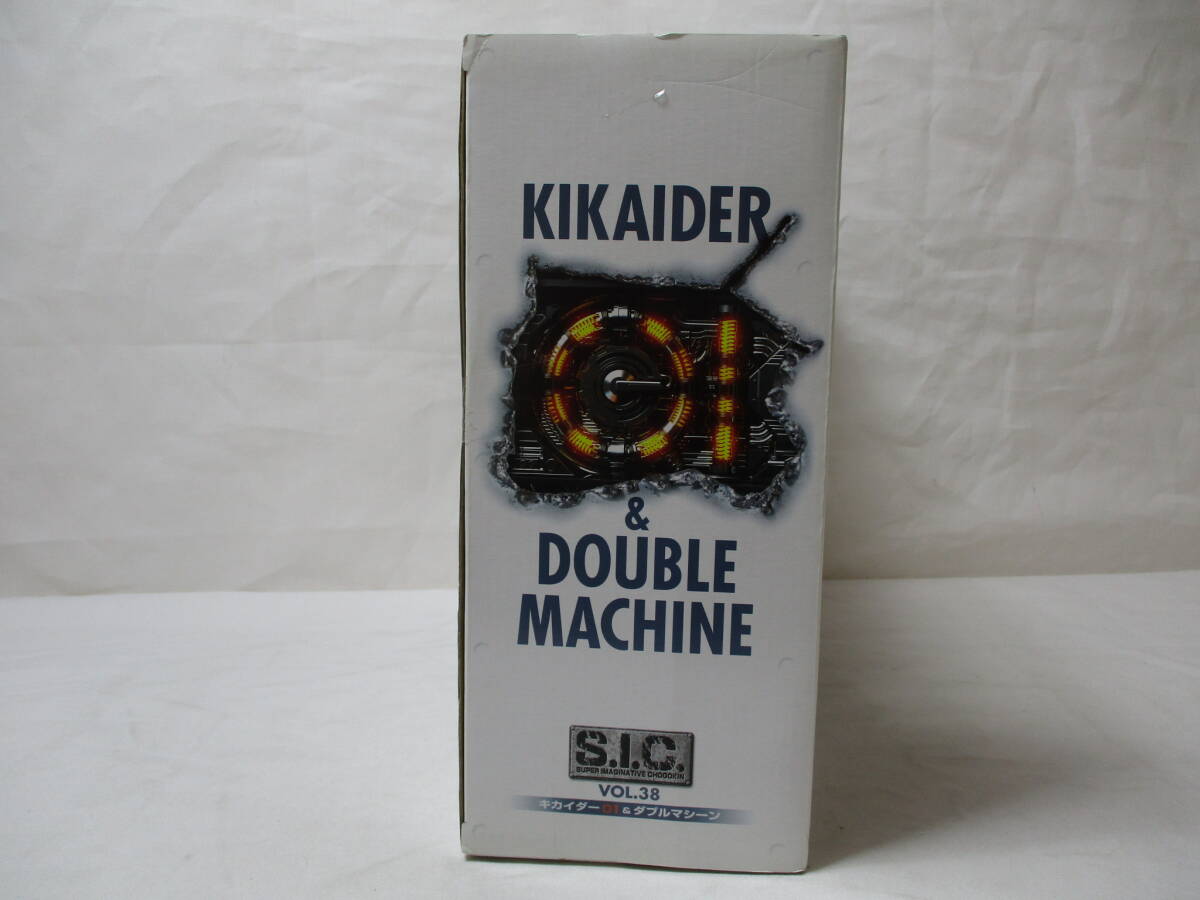 KIKAIDER
01
&
DOUBLE
MACHINE
S.I.C.
SUPER IMAGINATIVE CHOGOKIN
VOL.38
キカイダー01&ダブルマシーン